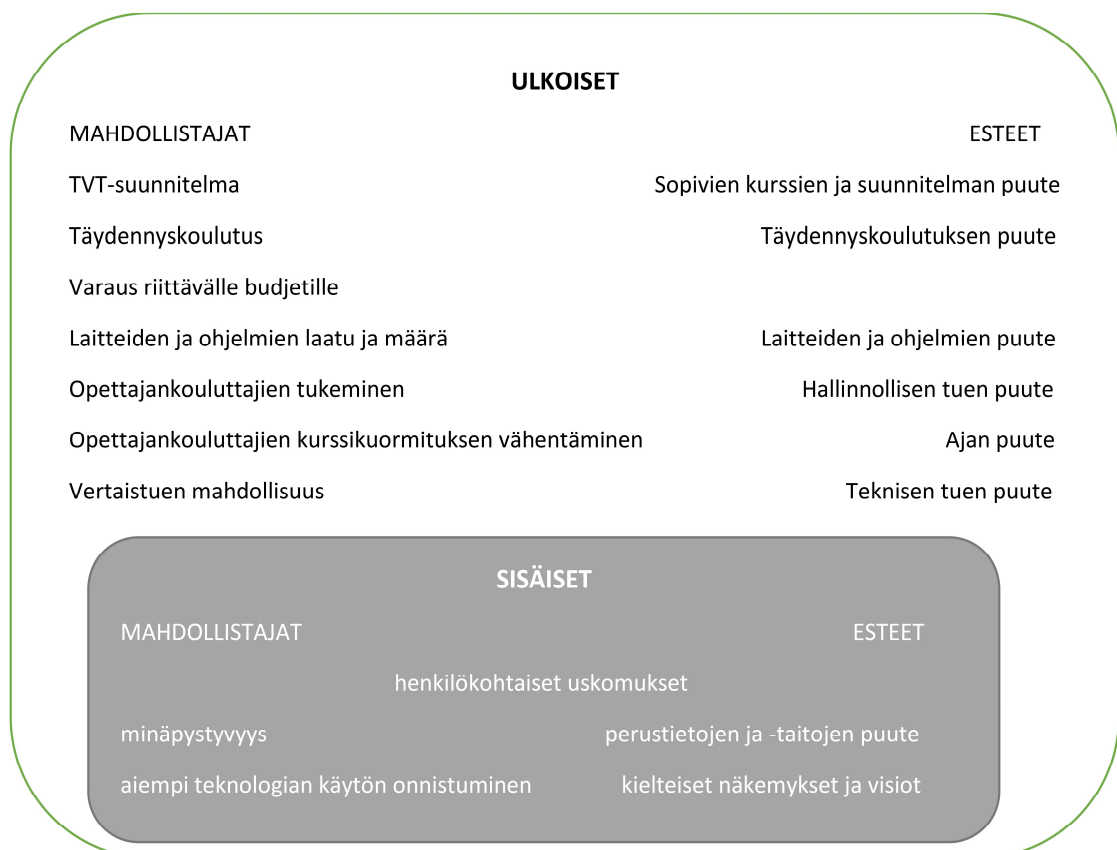 ULKOISET
MAHDOLLISTAJAT ESTEET
TVT-suunnitelma Sopivien kurssien ja suunnitelman puute
Täydennyskoulutus Täydennyskoulutuksen puute
Varaus riittävälle budjetille
Laitteiden ja ohjelmien laatu ja määrä Laitteiden ja ohjelmien puute
Opettajankouluttajien tukeminen Hallinnollisen tuen puute
Opettajankouluttajien kurssikuormituksen vähentäminen Ajan puute
Vertaistuen mahdollisuus Teknisen tuen puute
SISÄISET
MAHDOLLISTAJAT ESTEET
henkilökohtaiset uskomukset
minäpystyvyys perustietojen ja -taitojen puute
aiempi teknologian käytön onnistuminen kielteiset näkemykset ja visiot